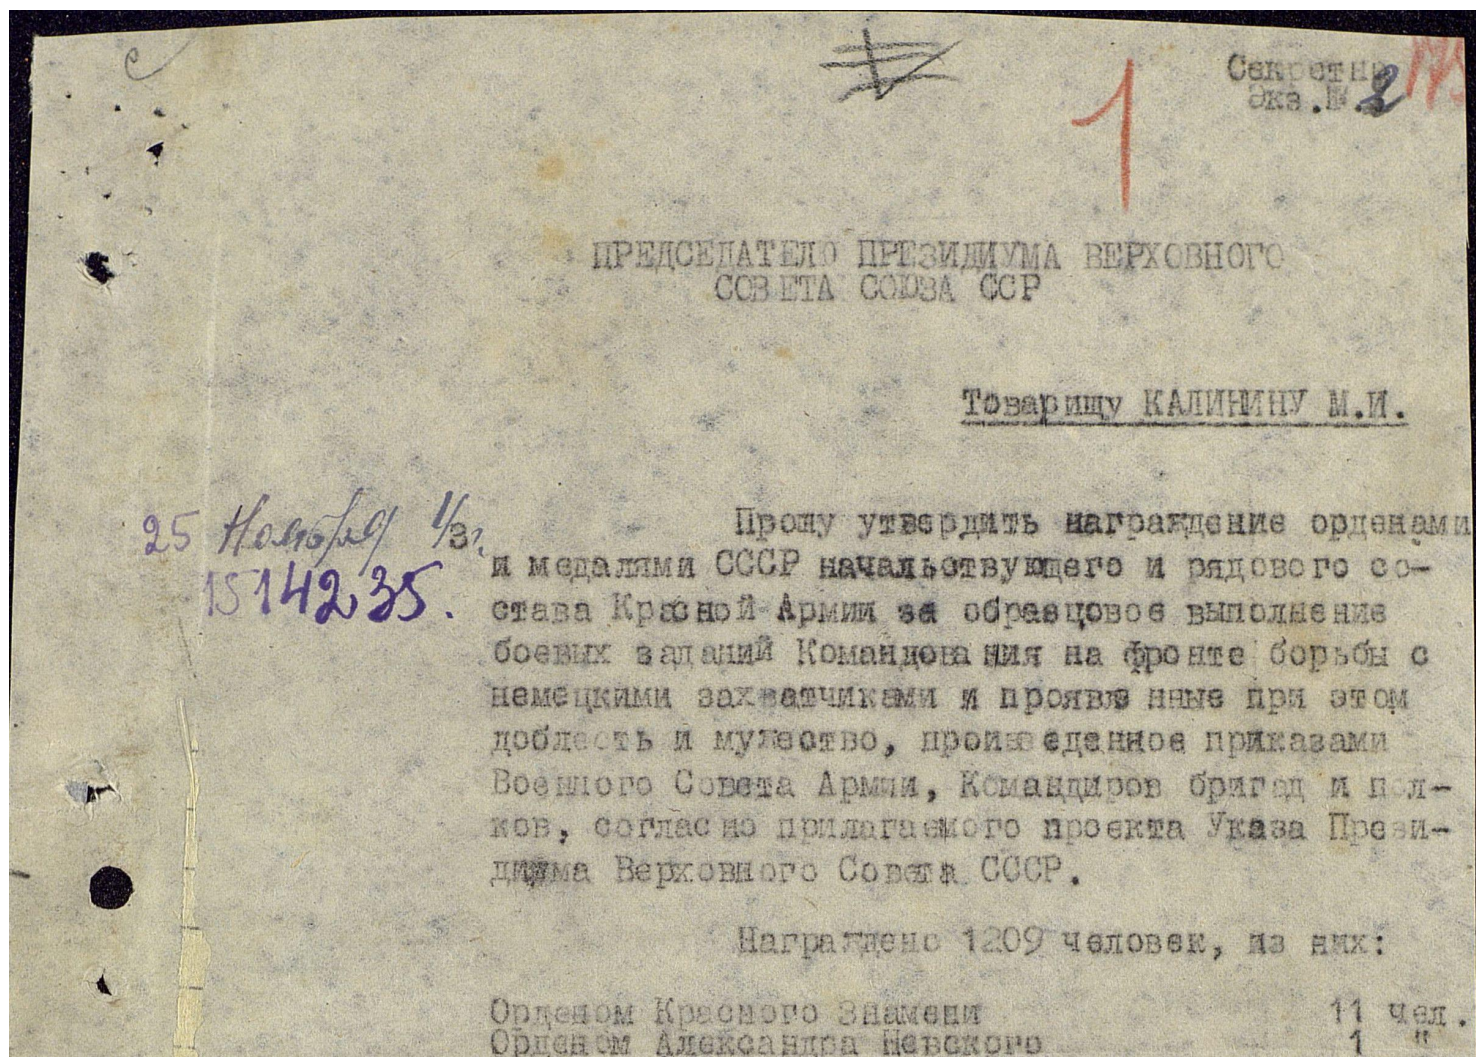 Секретно
Экз.№ 2
1
ПРЕДСЕДАТЕЛЮ ПРЕЗИДИУМА ВЕРХОВНОГО
СОВЕТА СОЮЗА ССР
Товарищу КАЛИНИНУ М.И.
25 Ноября
1514235.
Прошу утвердить награждение орденами
и медалями СССР начальствующего и рядового со-
става Красной Армии за образцовое выполнение
боевых заданий Командования на фронте борьбы с
немецкими захватчиками и проявленные при этом
доблесть и мужество, произведенное приказами
Военного Совета Армии, Командиров бригад и пол-
ков, согласно прилагаемого проекта Указа Прези-
диума Верховного Совета СССР.
Награждено 1209 человек, из них:
Орденом Красного Знамени 11 чел.
Орденом Александра Невского 1 "